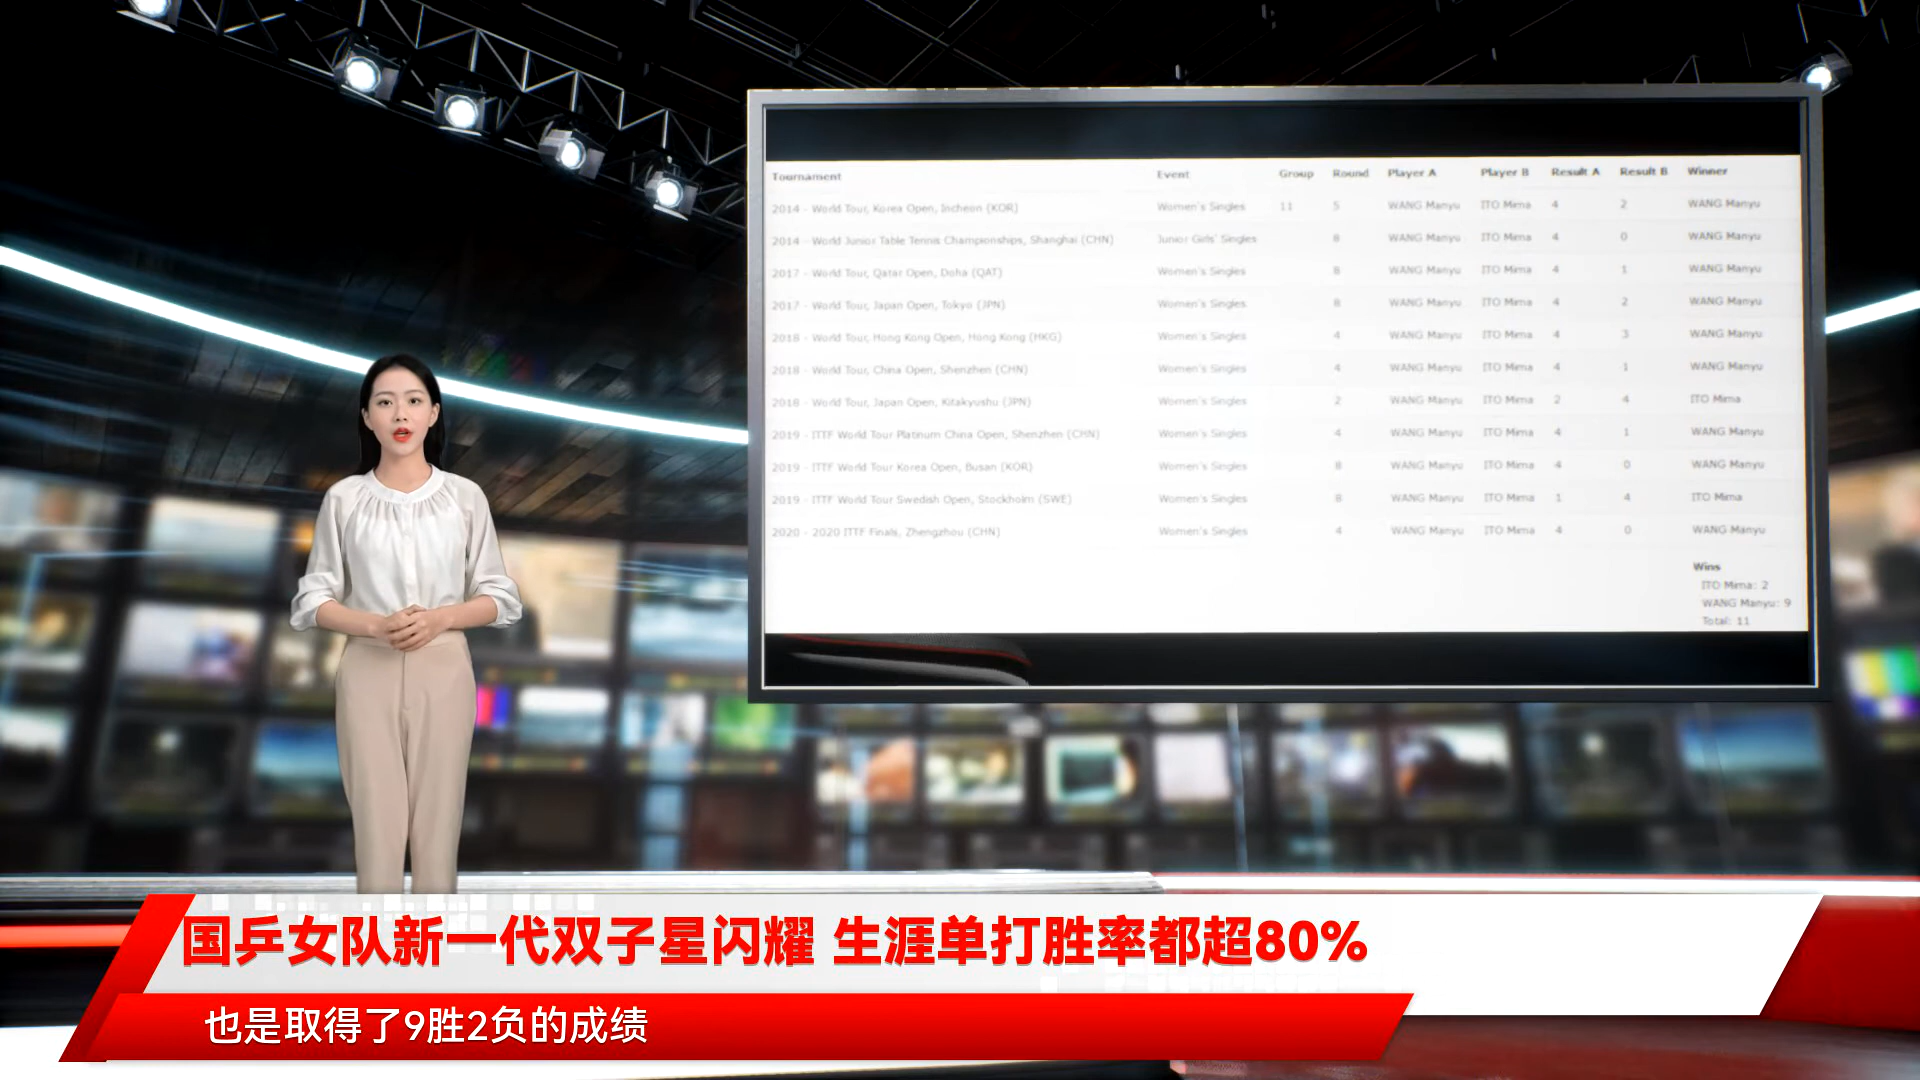 Tournament Event Group Round Player A Player B Result A Result B Winner
2014 - World Tour, Korea Open, Incheon (KOR) Women's Singles 11 5 WANG Manyu ITO Mima 4 2 WANG Manyu
2014 - World Junior Table Tennis Championships, Shanghai (CHN) Junior Girls' Singles 8 WANG Manyu ITO Mima 4 0 WANG Manyu
2017 - World Tour, Qatar Open, Doha (QAT) Women's Singles 8 WANG Manyu ITO Mima 4 1 WANG Manyu
2017 - World Tour, Japan Open, Tokyo (JPN) Women's Singles 8 WANG Manyu ITO Mima 4 2 WANG Manyu
2018 - World Tour, Hong Kong Open, Hong Kong (HKG) Women's Singles 4 WANG Manyu ITO Mima 4 3 WANG Manyu
2018 - World Tour, China Open, Shenzhen (CHN) Women's Singles 4 WANG Manyu ITO Mima 4 1 WANG Manyu
2018 - World Tour, Japan Open, Kitakyushu (JPN) Women's Singles 2 WANG Manyu ITO Mima 2 4 ITO Mima
2019 - ITTF World Tour Platinum China Open, Shenzhen (CHN) Women's Singles 4 WANG Manyu ITO Mima 4 1 WANG Manyu
2019 - ITTF World Tour Korea Open, Busan (KOR) Women's Singles 8 WANG Manyu ITO Mima 4 0 WANG Manyu
2019 - ITTF World Tour Swedish Open, Stockholm (SWE) Women's Singles 8 WANG Manyu ITO Mima 1 4 ITO Mima
2020 - 2020 ITTF Finals, Zhengzhou (CHN) Women's Singles 4 WANG Manyu ITO Mima 4 0 WANG Manyu
Wins
ITO Mima: 2
WANG Manyu: 9
Total: 11
国乒女队新一代双子星闪耀 生涯单打胜率都超80%
也是取得了9胜2负的成绩